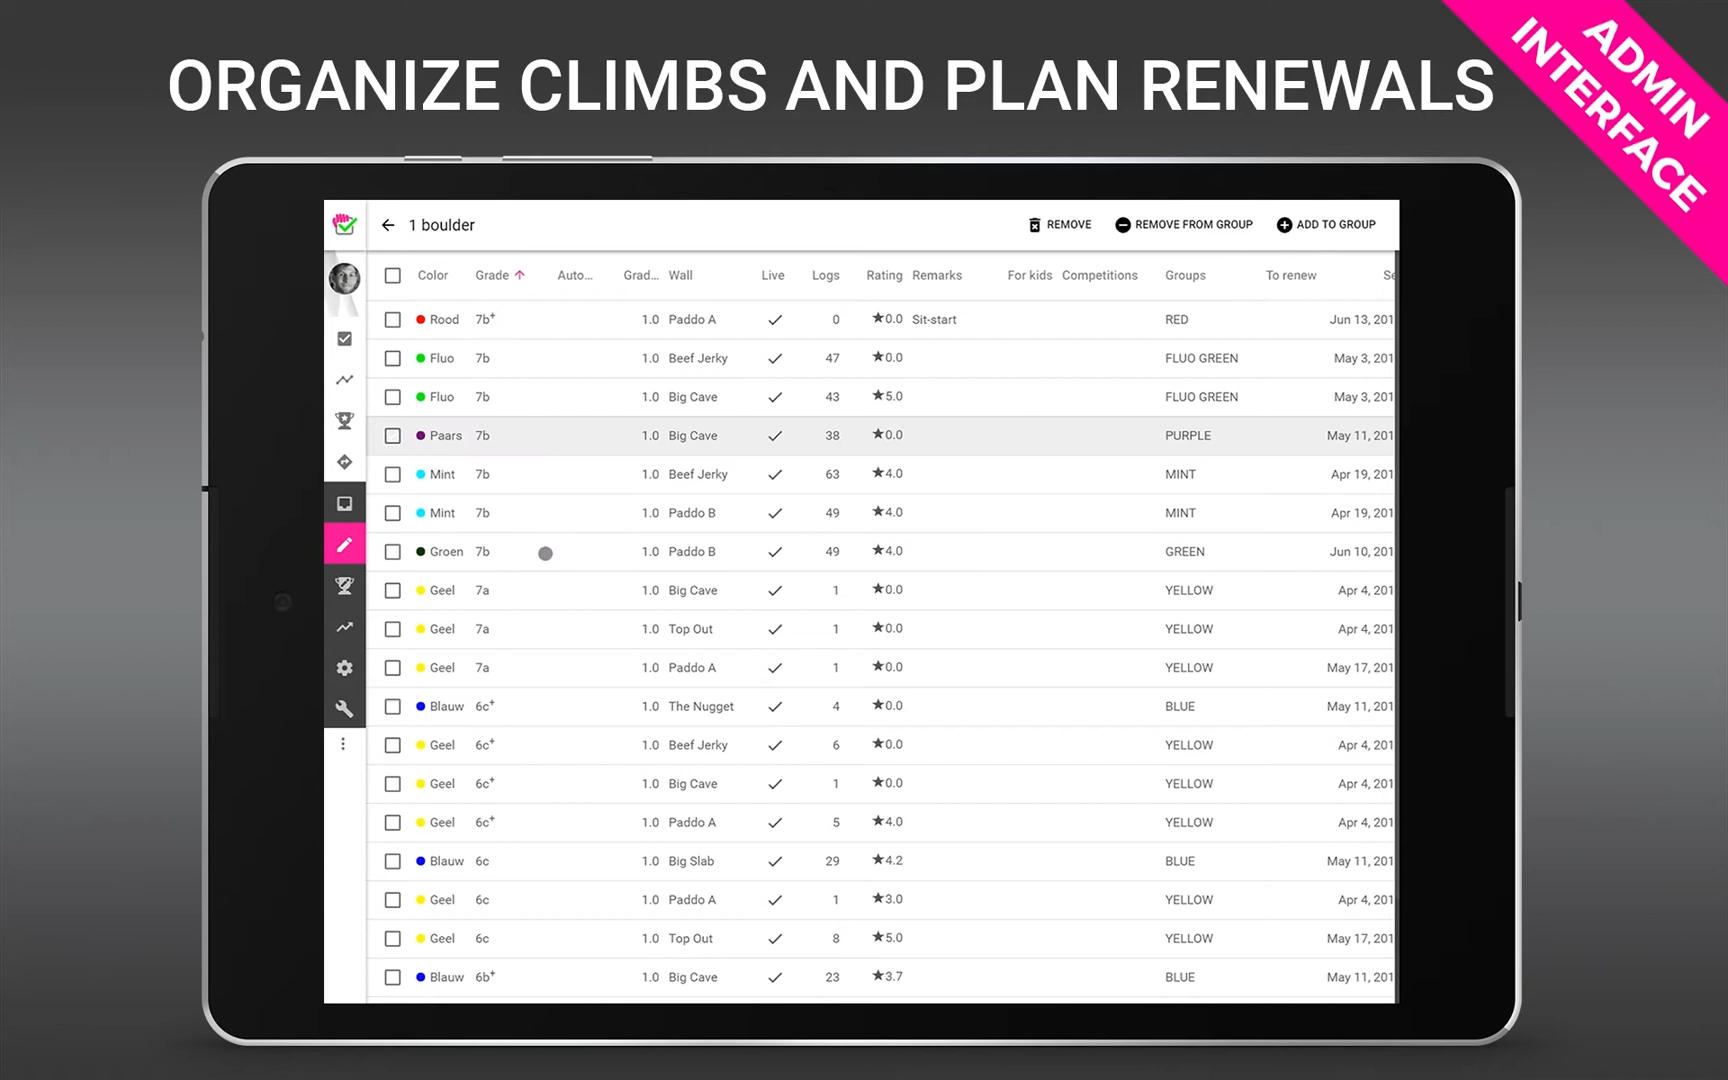 ORGANIZE CLIMBS AND PLAN RENEWALS
ADMIN
INTERFACE
1 boulder
REMOVE
REMOVE FROM GROUP
ADD TO GROUP
Color Grade Auto... Grad... Wall Live Logs Rating Remarks For kids Competitions Groups To renew Se
Rood 7b+ 1.0 Paddo A 0 ★0.0 Sit-start RED Jun 13, 201
Fluo 7b 1.0 Beef Jerky 47 ★0.0 FLUO GREEN May 3, 201
Fluo 7b 1.0 Big Cave 43 ★5.0 FLUO GREEN May 3, 201
Paars 7b 1.0 Big Cave 38 ★0.0 PURPLE May 11, 201
Mint 7b 1.0 Beef Jerky 63 ★4.0 MINT Apr 19, 201
Mint 7b 1.0 Paddo B 49 ★4.0 MINT Apr 19, 201
Groen 7b 1.0 Paddo B 49 ★4.0 GREEN Jun 10, 201
Geel 7a 1.0 Big Cave 1 ★0.0 YELLOW Apr 4, 201
Geel 7a 1.0 Top Out 1 ★0.0 YELLOW Apr 4, 201
Geel 7a 1.0 Paddo A 1 ★0.0 YELLOW May 17, 201
Blauw 6c+ 1.0 The Nugget 4 ★0.0 BLUE May 11, 201
Geel 6c+ 1.0 Beef Jerky 6 ★0.0 YELLOW Apr 4, 201
Geel 6c+ 1.0 Big Cave 1 ★0.0 YELLOW Apr 4, 201
Geel 6c+ 1.0 Paddo A 5 ★4.0 YELLOW Apr 4, 201
Blauw 6c 1.0 Big Slab 29 ★4.2 BLUE May 11, 201
Geel 6c 1.0 Paddo A 1 ★3.0 YELLOW Apr 4, 201
Geel 6c 1.0 Top Out 8 ★5.0 YELLOW May 17, 201
Blauw 6b+ 1.0 Big Cave 23 ★3.7 BLUE May 11, 201